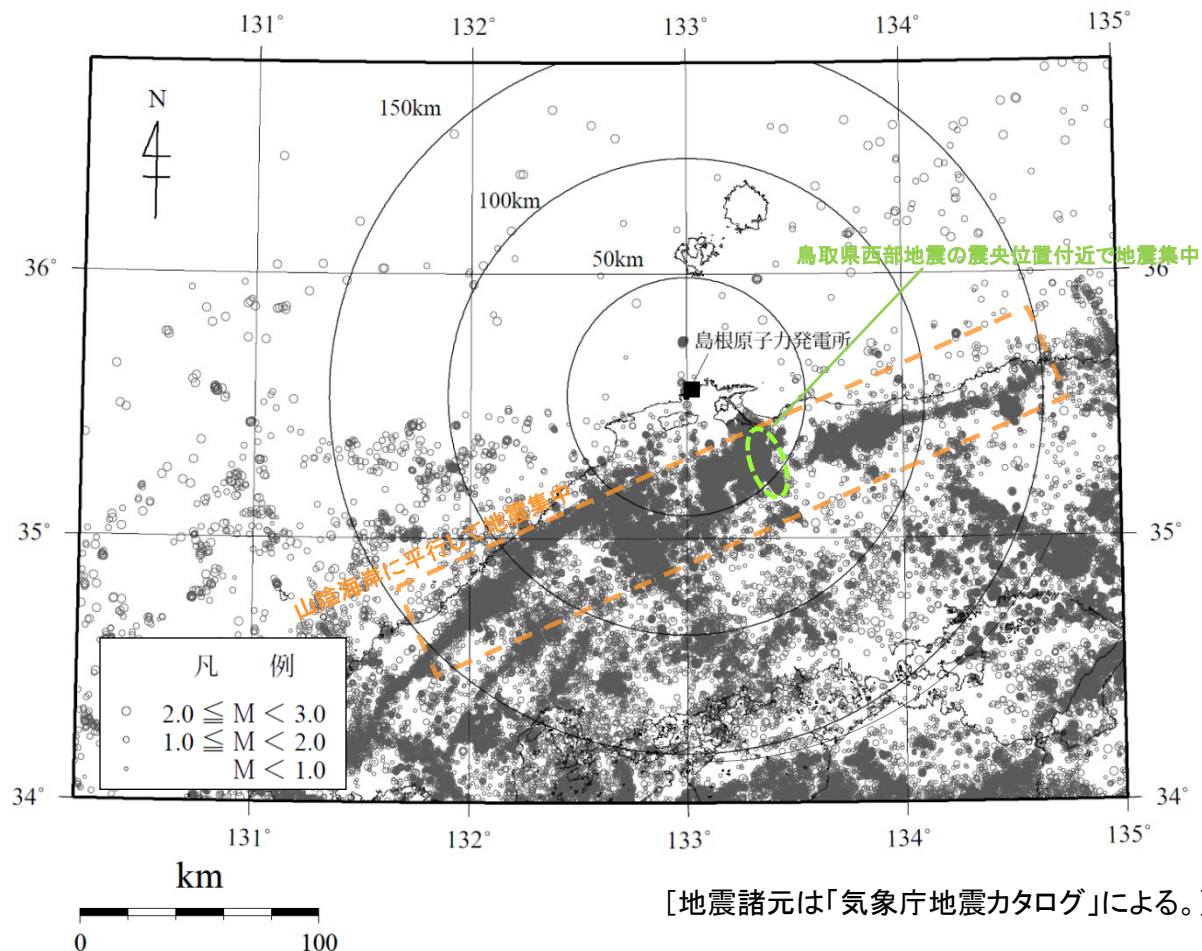 131° 132° 133° 134° 135°
N
150km
100km
50km
鳥取県西部地震の震央位置付近で地震集中
36° 36
島根原子力発電所
山陰海岸に平行して地震集中
35° 35°
凡 例
2.0 ≦ M < 3.0
1.0 ≦ M < 2.0
M < 1.0
34° 34°
131° 132° 133° 134° 135°
km
0 100
[地震諸元は「気象庁地震カタログ」による。]